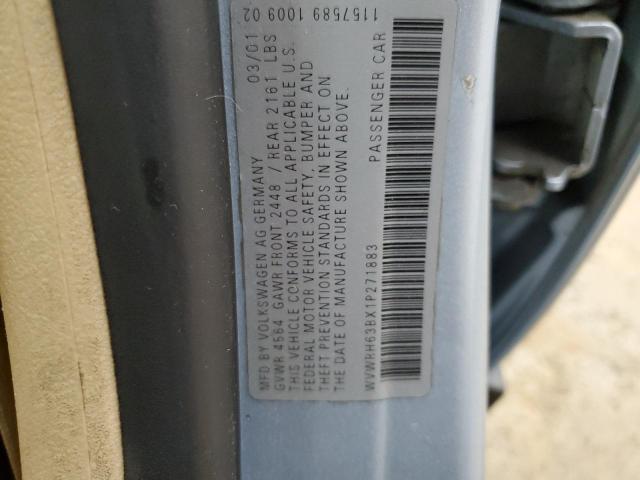 MFD BY VOLKSWAGEN AG GERMANY 03/01
GVWR 4564 GAWR FRONT 2448 / REAR 2161 LBS
THIS VEHICLE CONFORMS TO ALL APPLICABLE U.S.
FEDERAL MOTOR VEHICLE SAFETY, BUMPER AND
THEFT PREVENTION STANDARDS IN EFFECT ON
THE DATE OF MANUFACTURE SHOWN ABOVE.
WVWRH63BX1P271883 PASSENGER CAR
1157589 1009 02